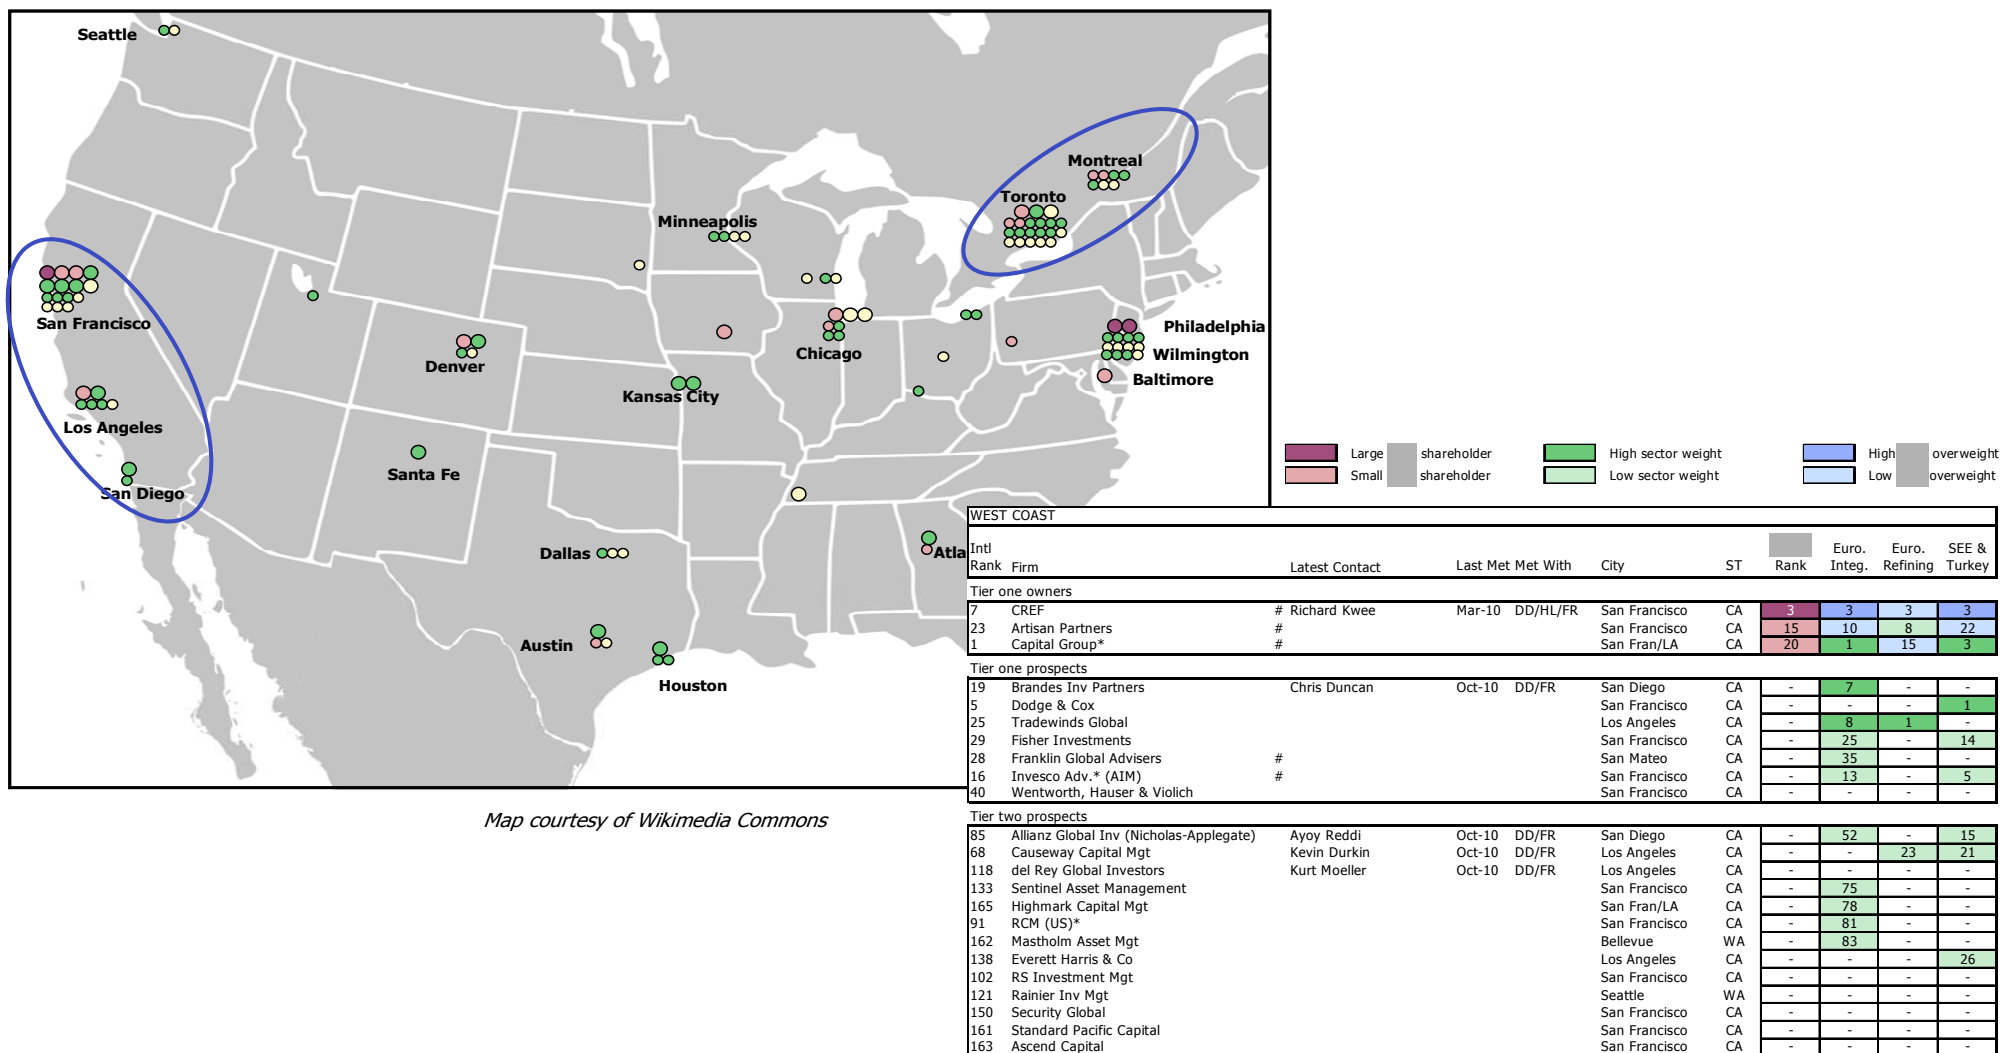 Seattle
Montreal
Toronto
Minneapolis
San Francisco
Philadelphia
Chicago
Wilmington
Denver
Baltimore
Kansas City
Los Angeles
Santa Fe
San Diego
Dallas
Atla
Austin
Houston
Map courtesy of Wikimedia Commons
Large shareholder High sector weight High overweight
Small shareholder Low sector weight Low overweight
WEST COAST
Intl Euro. Euro. SEE &
Rank Firm Latest Contact Last Met Met With City ST Rank Integ. Refining Turkey
Tier one owners
7 CREF # Richard Kwee Mar-10 DD/HL/FR San Francisco CA 3 3 3 3
23 Artisan Partners # San Francisco CA 15 10 8 22
1 Capital Group* # San Fran/LA CA 20 1 15 3
Tier one prospects
19 Brandes Inv Partners Chris Duncan Oct-10 DD/FR San Diego CA - 7 - -
5 Dodge & Cox San Francisco CA - - - 1
25 Tradewinds Global Los Angeles CA - 8 1 -
29 Fisher Investments San Francisco CA - 25 - 14
28 Franklin Global Advisers # San Mateo CA - 35 - -
16 Invesco Adv.* (AIM) # San Francisco CA - 13 - 5
40 Wentworth, Hauser & Violich San Francisco CA - - - -
Tier two prospects
85 Allianz Global Inv (Nicholas-Applegate) Ayoy Reddi Oct-10 DD/FR San Diego CA - 52 - 15
68 Causeway Capital Mgt Kevin Durkin Oct-10 DD/FR Los Angeles CA - - 23 21
118 del Rey Global Investors Kurt Moeller Oct-10 DD/FR Los Angeles CA - - - -
133 Sentinel Asset Management San Francisco CA - 75 - -
165 Highmark Capital Mgt San Fran/LA CA - 78 - -
91 RCM (US)* San Francisco CA - 81 - -
162 Mastholm Asset Mgt Bellevue WA - 83 - -
138 Everett Harris & Co Los Angeles CA - - - 26
102 RS Investment Mgt San Francisco CA - - - -
121 Rainier Inv Mgt Seattle WA - - - -
150 Security Global San Francisco CA - - - -
161 Standard Pacific Capital San Francisco CA - - - -
163 Ascend Capital San Francisco CA - - - -